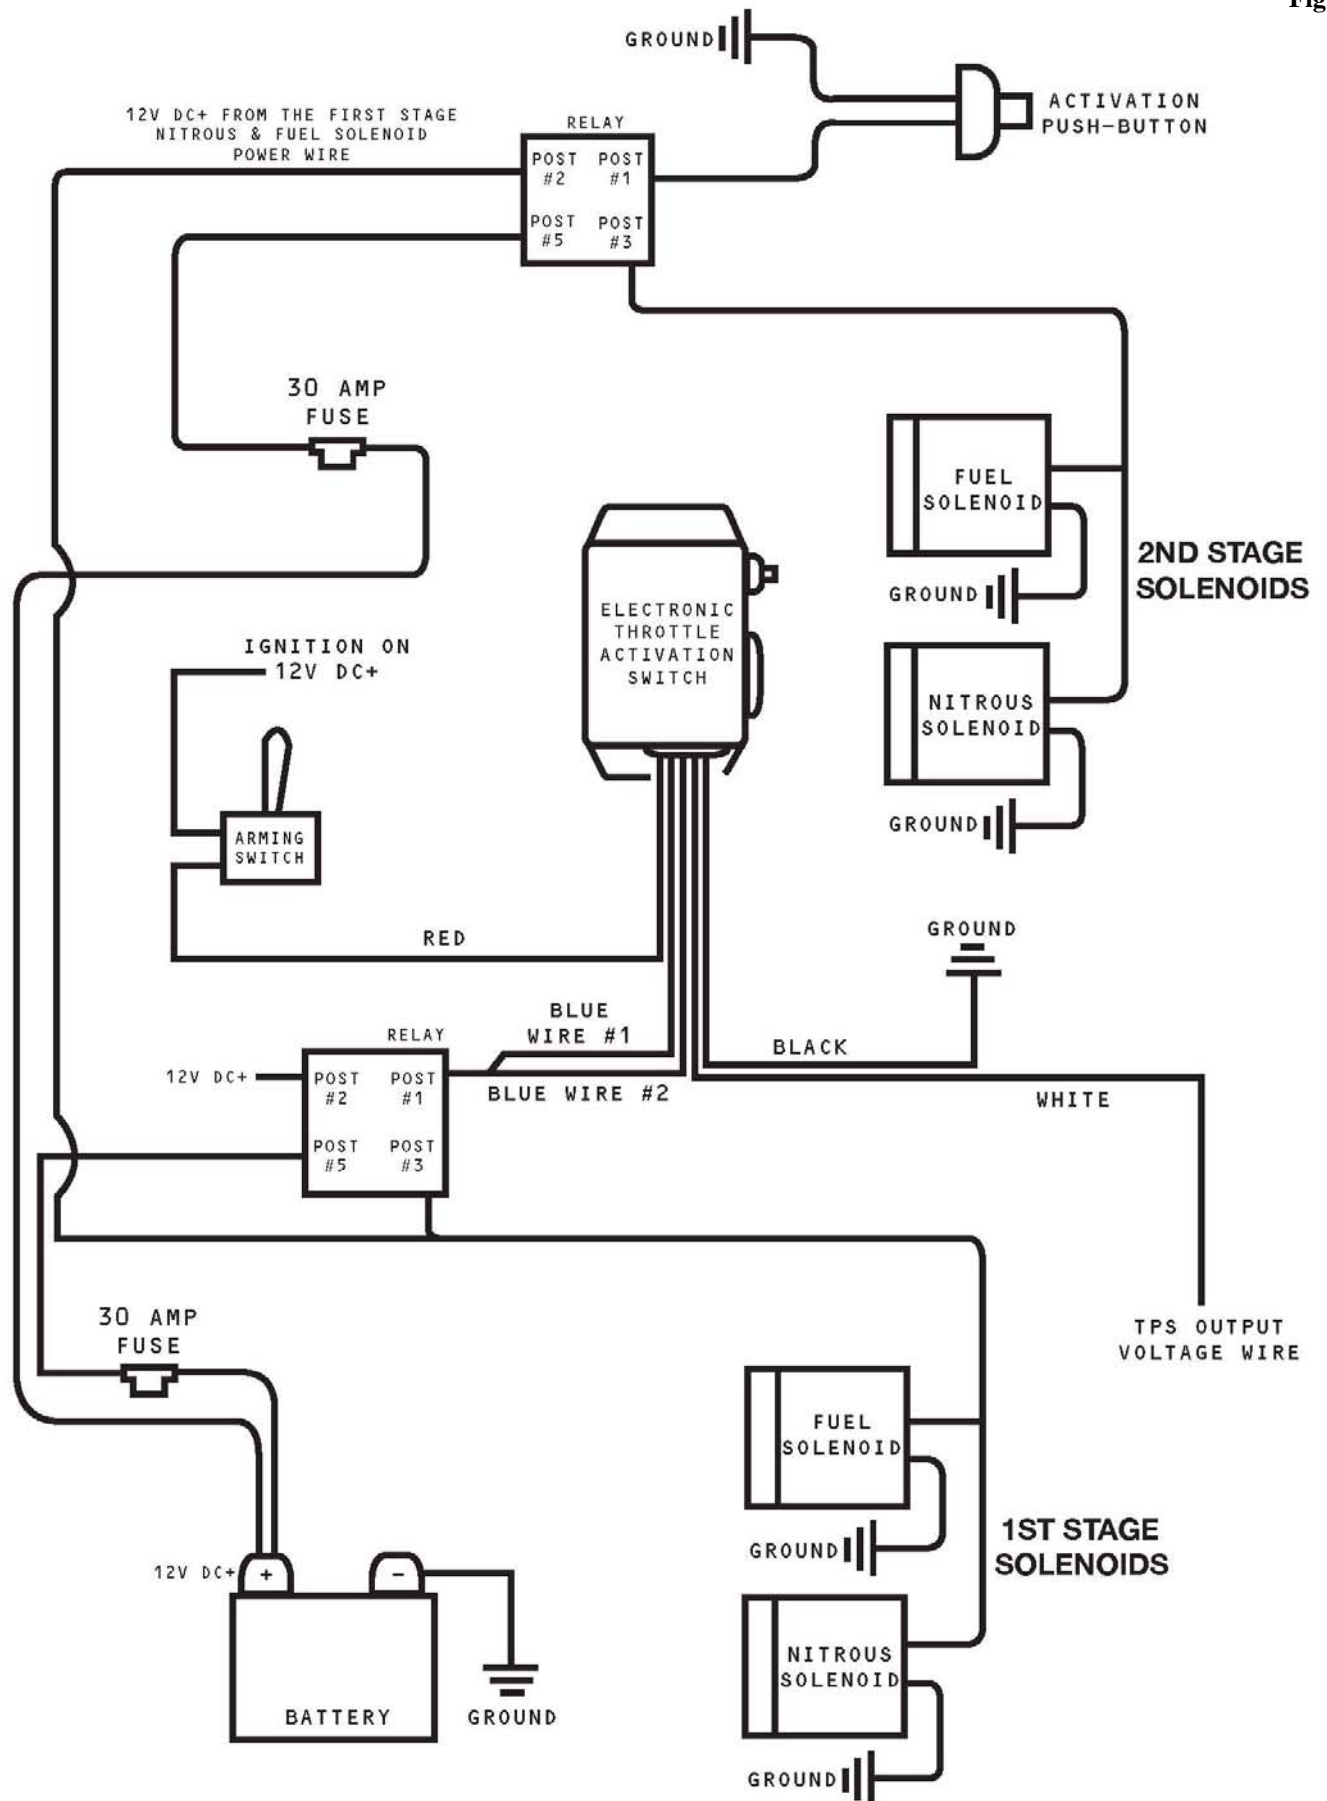 Fig
GROUND
ACTIVATION
PUSH-BUTTON
12V DC+ FROM THE FIRST STAGE
NITROUS & FUEL SOLENOID
POWER WIRE
RELAY
POST #2
POST #1
POST #5
POST #3
30 AMP
FUSE
FUEL
SOLENOID
GROUND
2ND STAGE
SOLENOIDS
ELECTRONIC
THROTTLE
ACTIVATION
SWITCH
IGNITION ON
12V DC+
NITROUS
SOLENOID
GROUND
ARMING
SWITCH
RED
GROUND
BLUE
WIRE #1
BLACK
RELAY
12V DC+
POST #2
POST #1
BLUE WIRE #2
WHITE
POST #5
POST #3
30 AMP
FUSE
TPS OUTPUT
VOLTAGE WIRE
FUEL
SOLENOID
GROUND
1ST STAGE
SOLENOIDS
12V DC+
+
−
BATTERY
GROUND
NITROUS
SOLENOID
GROUND